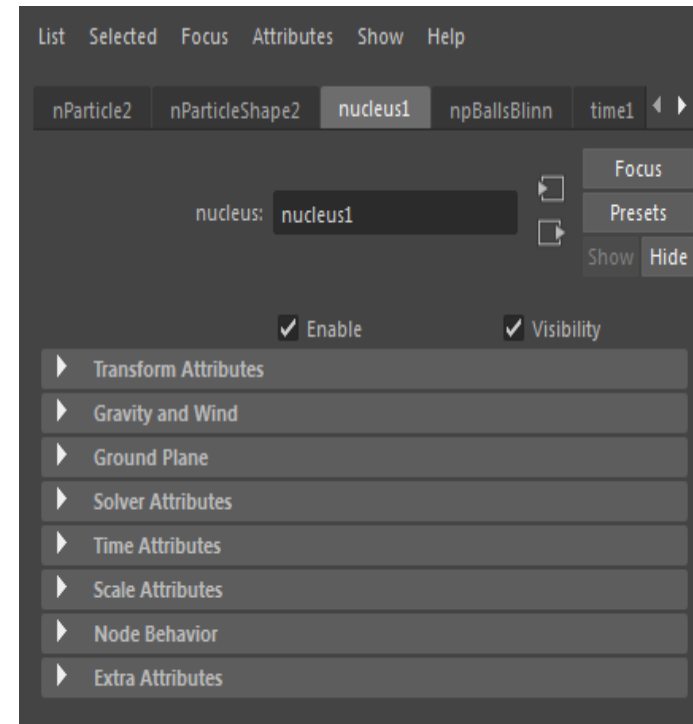 List Selected Focus Attributes Show Help
nParticle2 nParticleShape2 nucleus1 npBallsBlinn time1
Focus
nucleus: nucleus1 Presets
Show Hide
Enable Visibility
Transform Attributes
Gravity and Wind
Ground Plane
Solver Attributes
Time Attributes
Scale Attributes
Node Behavior
Extra Attributes